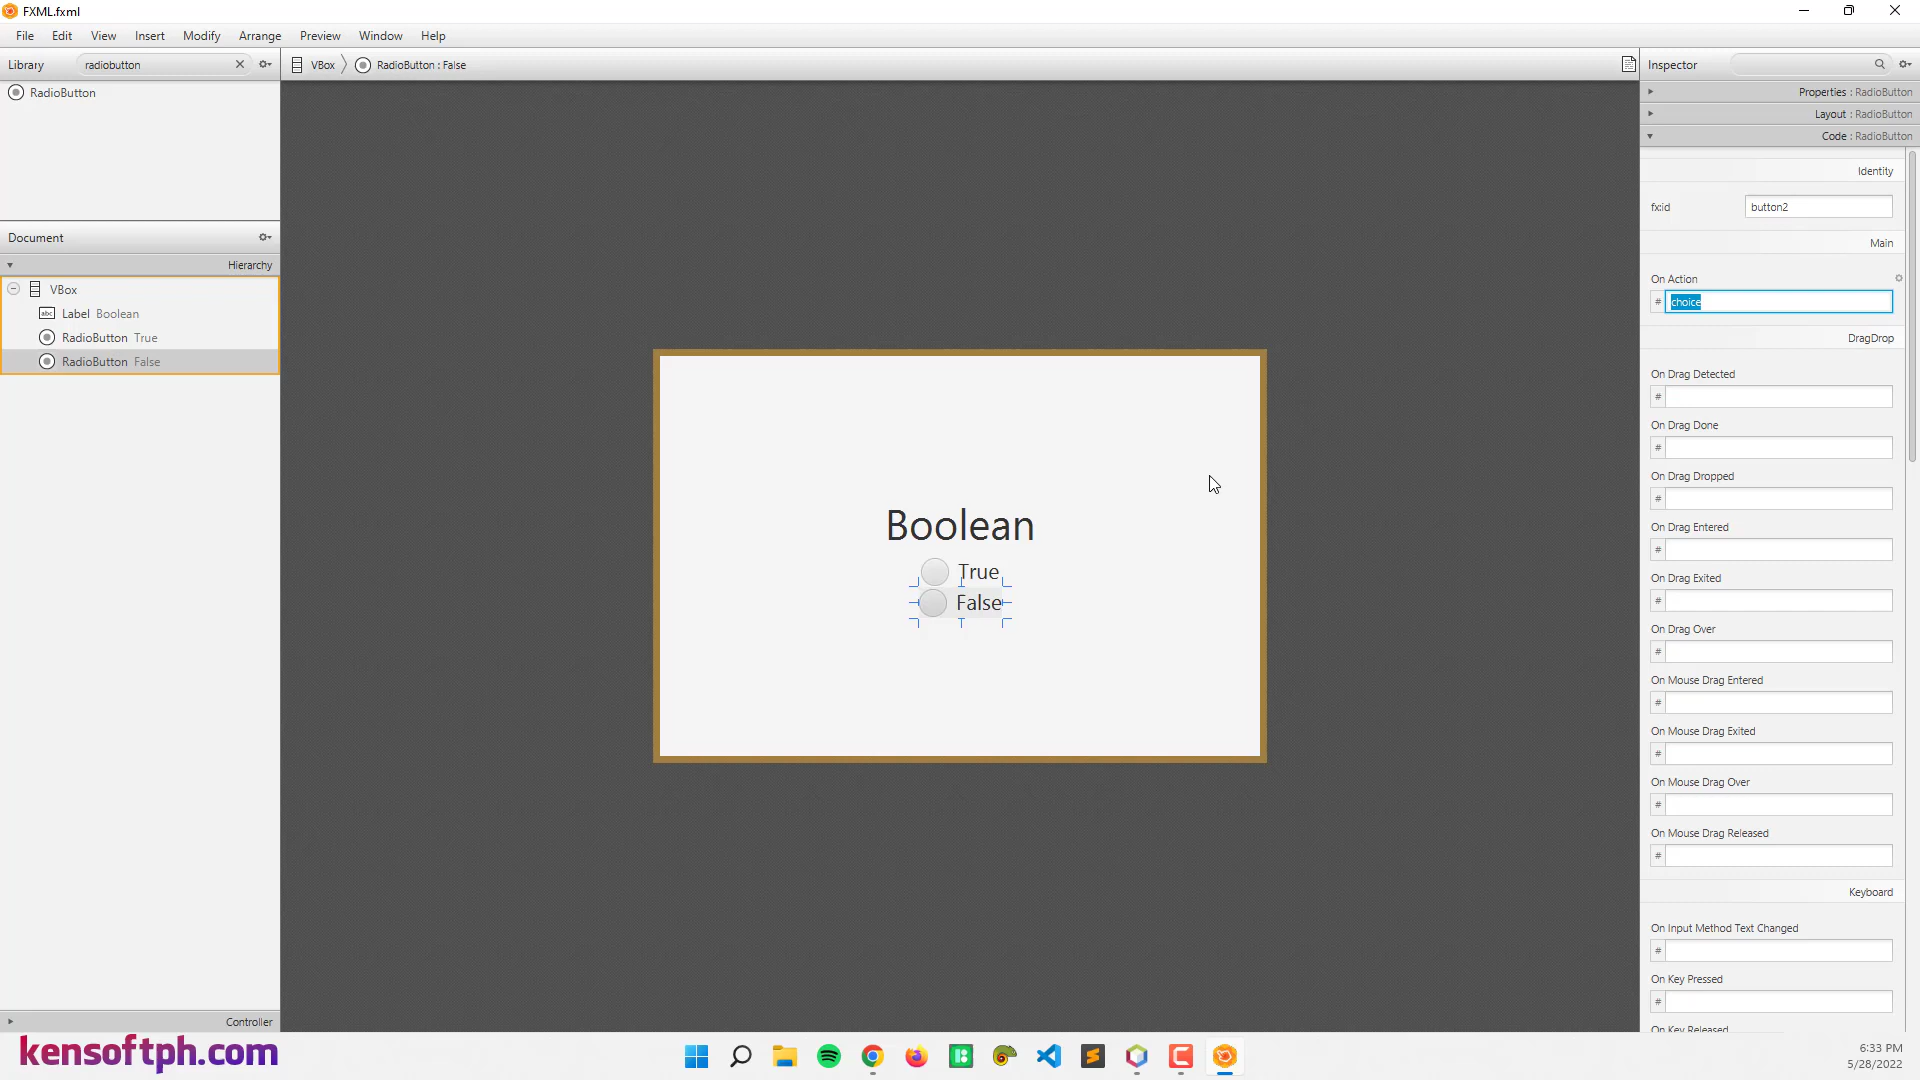 FXML.fxml
File Edit View Insert Modify Arrange Preview Window Help
Library radiobutton
VBox RadioButton : False
Inspector
RadioButton
Properties : RadioButton
Layout : RadioButton
Code : RadioButton
Identity
fx:id button2
Main
On Action
# choice
DragDrop
On Drag Detected
#
On Drag Done
#
On Drag Dropped
#
On Drag Entered
#
On Drag Exited
#
On Drag Over
#
On Mouse Drag Entered
#
On Mouse Drag Exited
#
On Mouse Drag Over
#
On Mouse Drag Released
#
Keyboard
On Input Method Text Changed
#
On Key Pressed
#
On Key Released
Document
Hierarchy
VBox
abc Label Boolean
RadioButton True
RadioButton False
Boolean
True
False
Controller
kensoftph.com
6:33 PM
5/28/2022